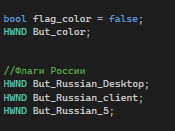 bool flag_color = false;
HWND But_color;
//Флаги России
HWND But_Russian_Desktop;
HWND But_Russian_client;
HWND But_Russian_5;